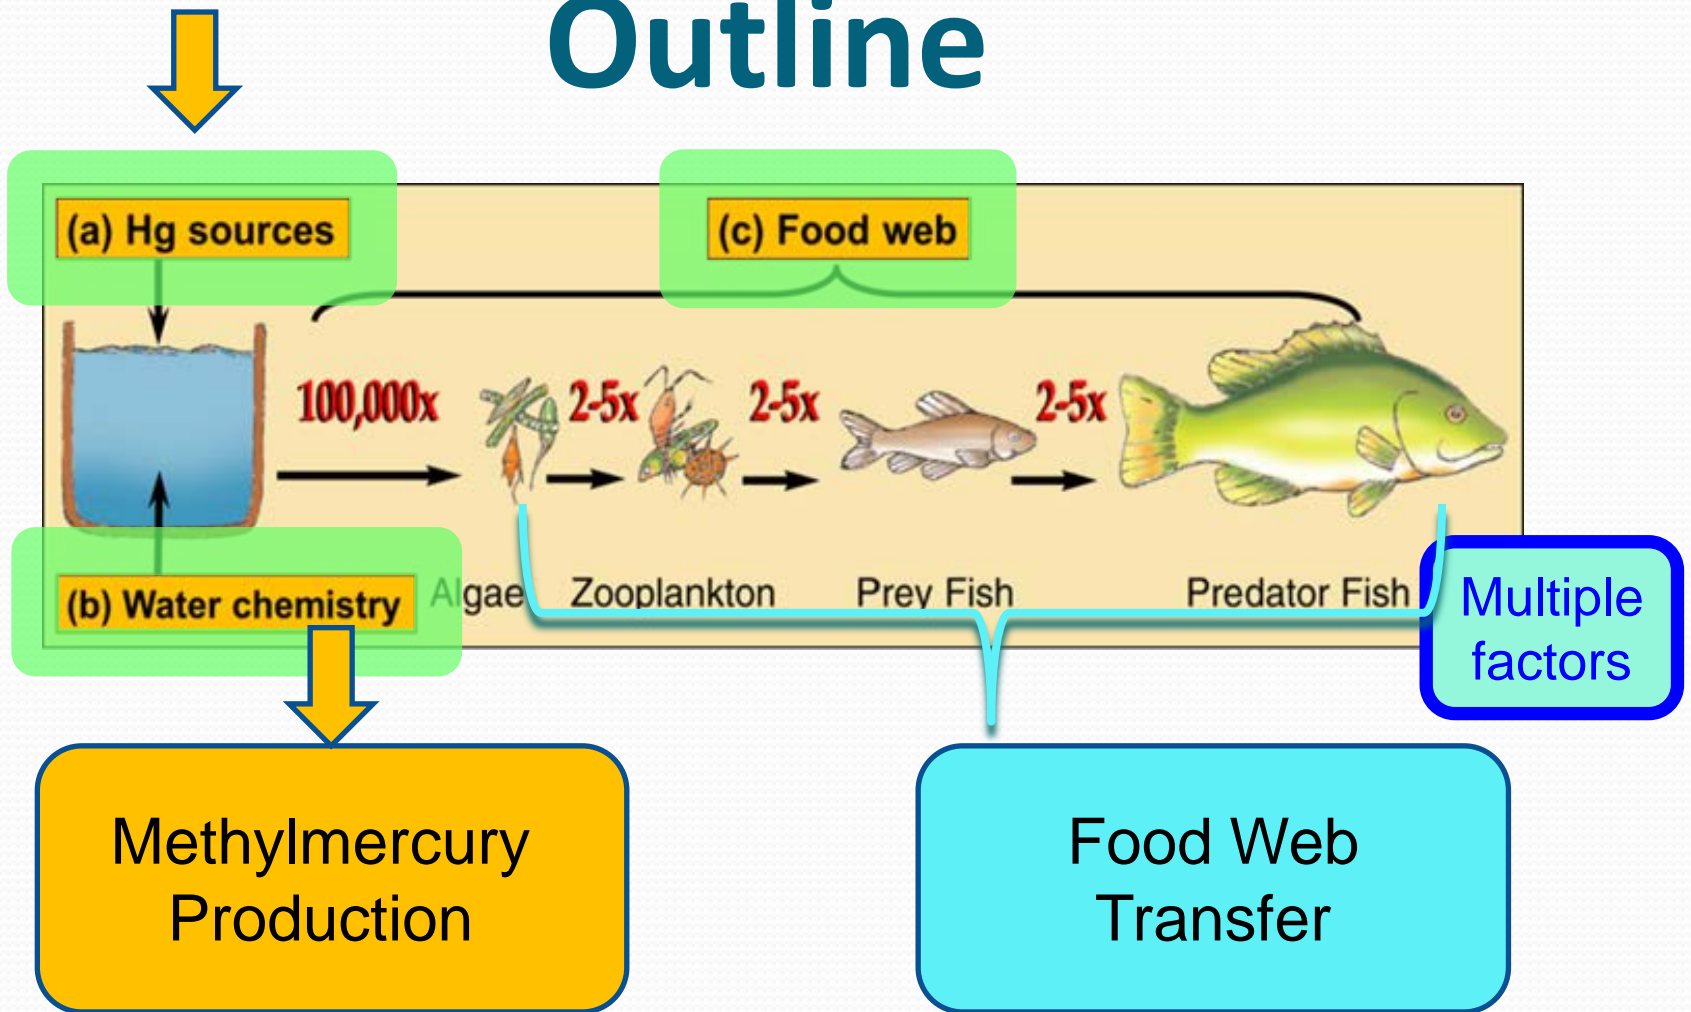 Outline
(a) Hg sources
(c) Food web
100,000x
2-5x
2-5x
2-5x
(b) Water chemistry
Algae
Zooplankton
Prey Fish
Predator Fish
Multiple
factors
Methylmercury
Production
Food Web
Transfer